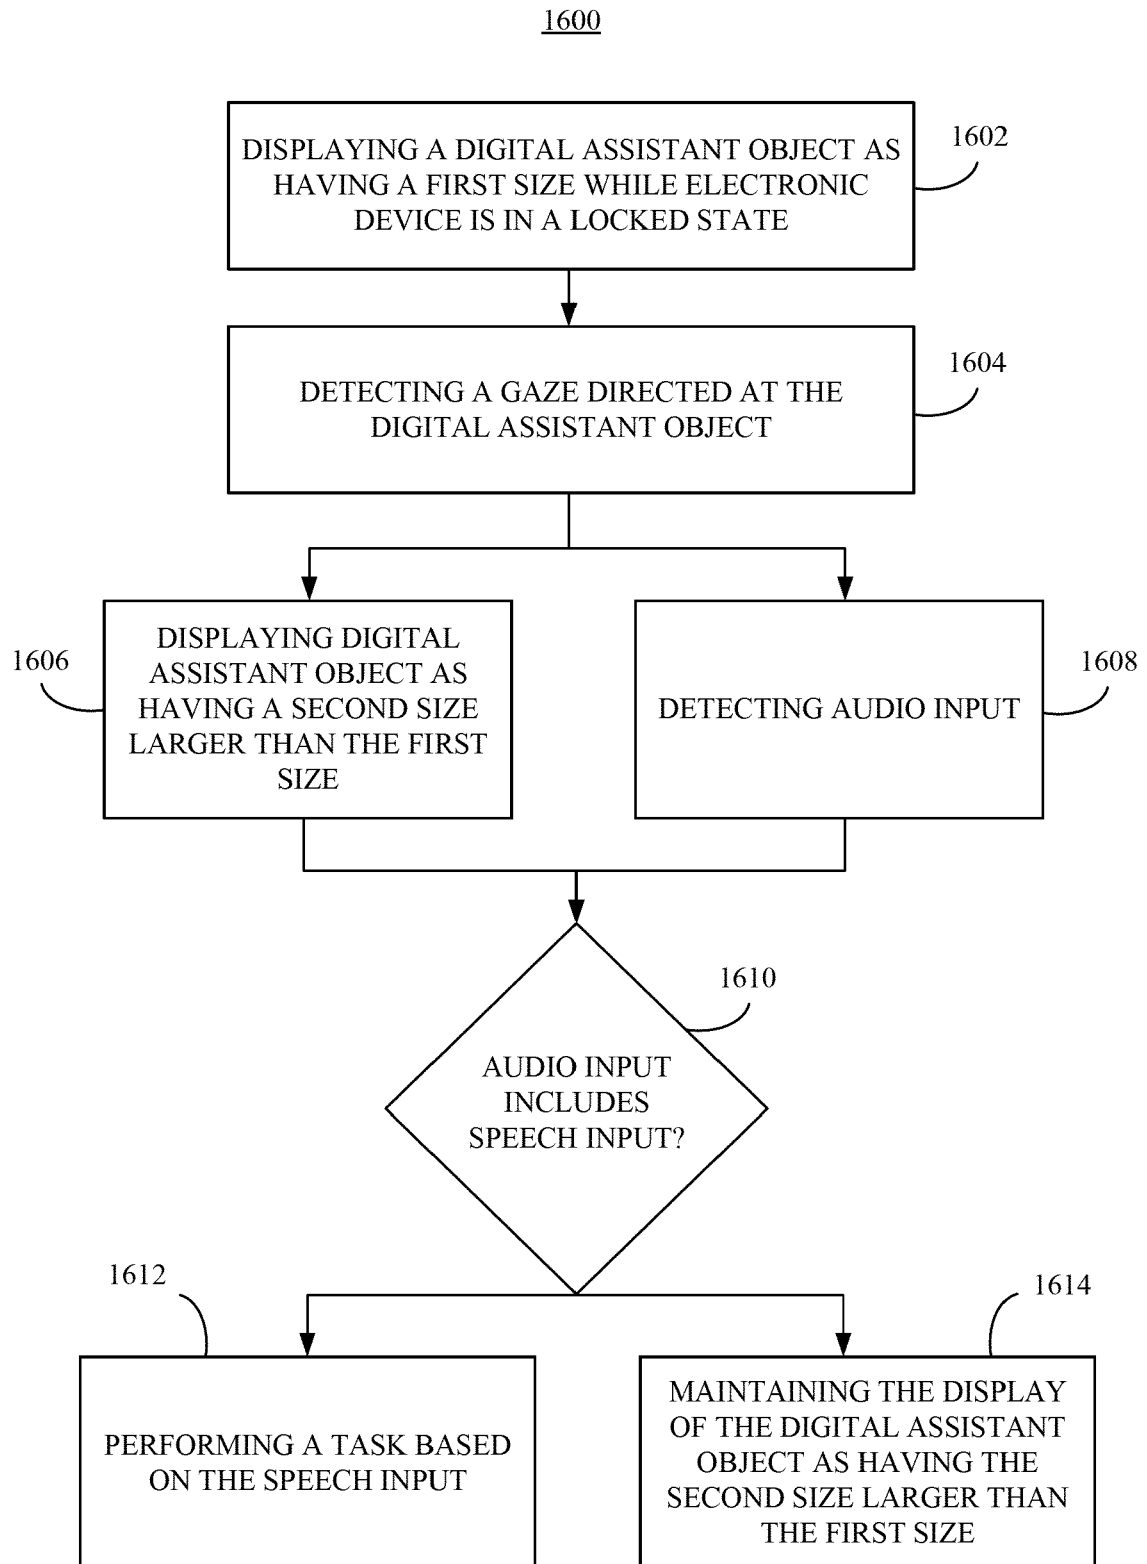 1600
DISPLAYING A DIGITAL ASSISTANT OBJECT AS
HAVING A FIRST SIZE WHILE ELECTRONIC
DEVICE IS IN A LOCKED STATE
1602
DETECTING A GAZE DIRECTED AT THE
DIGITAL ASSISTANT OBJECT
1604
DISPLAYING DIGITAL
ASSISTANT OBJECT AS
HAVING A SECOND SIZE
LARGER THAN THE FIRST
SIZE
1606
DETECTING AUDIO INPUT
1608
AUDIO INPUT
INCLUDES
SPEECH INPUT?
1610
1612
PERFORMING A TASK BASED
ON THE SPEECH INPUT
1614
MAINTAINING THE DISPLAY
OF THE DIGITAL ASSISTANT
OBJECT AS HAVING THE
SECOND SIZE LARGER THAN
THE FIRST SIZE